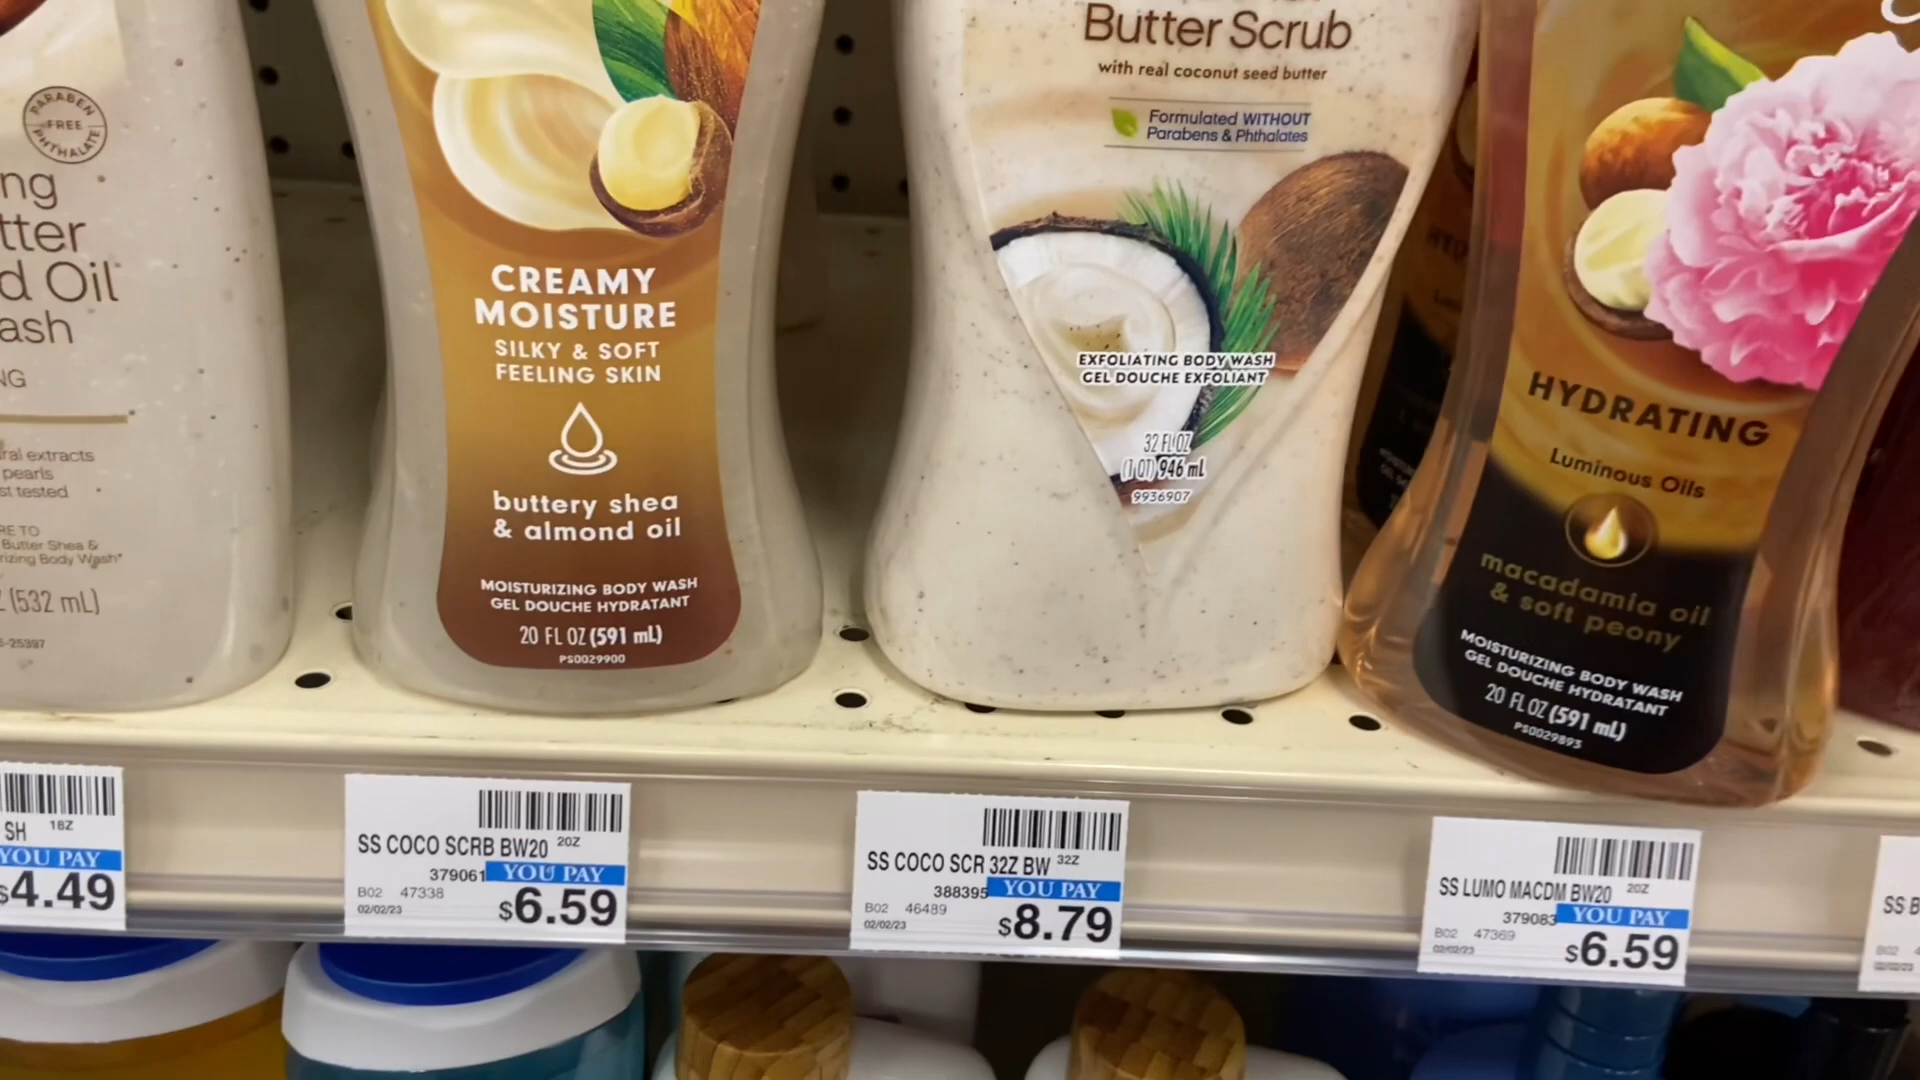 PARABEN
FREE
PHTHALATE
ng
tter
d Oil
ash
NG
ral extracts
pearls
st tested
RE TO
Butter Shea &
rizing Body Wash*
Z (532 mL)
-25397
CREAMY
MOISTURE
SILKY & SOFT
FEELING SKIN
buttery shea
& almond oil
MOISTURIZING BODY WASH
GEL DOUCHE HYDRATANT
20 FL OZ (591 mL)
PS0029900
Butter Scrub
with real coconut seed butter
Formulated WITHOUT
Parabens & Phthalates
EXFOLIATING BODY WASH
GEL DOUCHE EXFOLIANT
32 FL OZ
(1 QT) 946 mL
9936907
HYDRATING
Luminous Oils
macadamia oil
& soft peony
MOISTURIZING BODY WASH
GEL DOUCHE HYDRATANT
20 FL OZ (591 mL)
PS0029893
SH 18Z
YOU PAY
$4.49
SS COCO SCRB BW20 20Z
379061 YOU PAY
B02 47338
02/02/23
$6.59
SS COCO SCR 32Z BW 32Z
388395 YOU PAY
B02 46489
02/02/23
$8.79
SS LUMO MACDM BW20 20Z
379083 YOU PAY
B02 47369
02/02/23
$6.59
SS B
B02